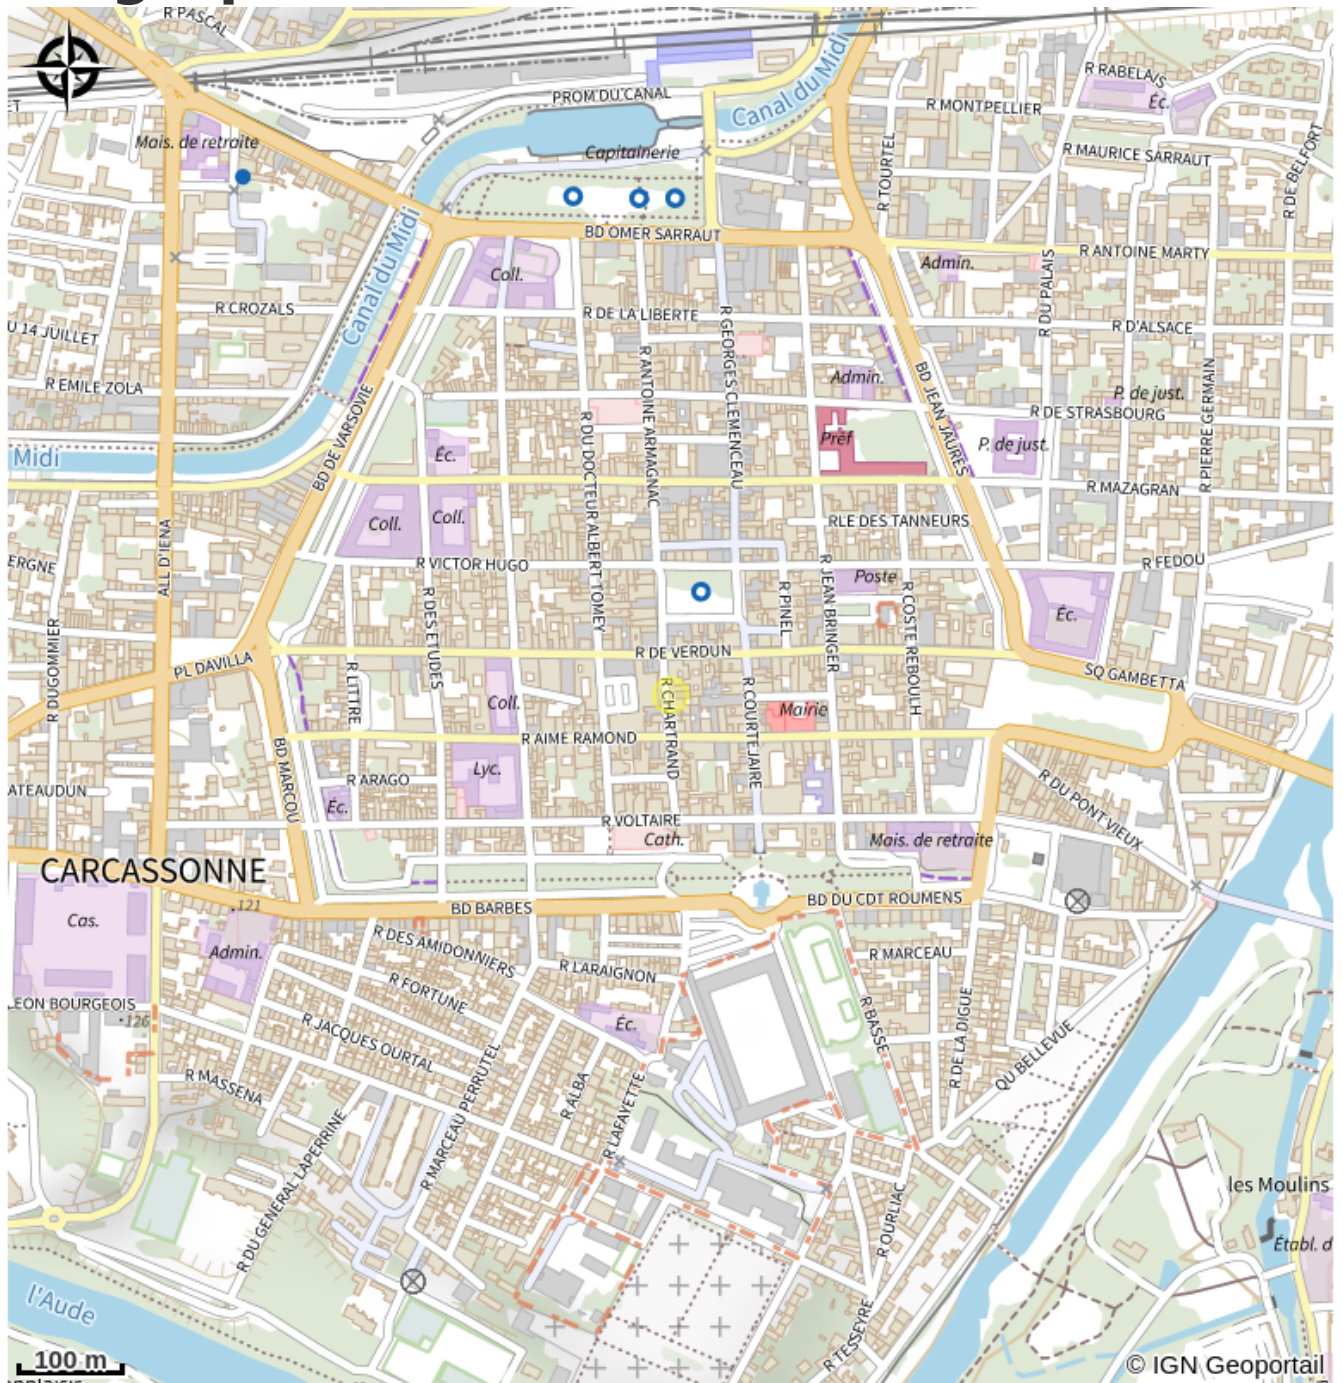 R PASCAL
R RABELAIS
Éc.
PROM DU CANAL
Canal du Midi
R MONTPELLIER
Mais. de retraite
Capitainerie
R TOURTEL
R MAURICE SARRAUT
R DE BELFORT
BD OMER SARRAUT
Canal du Midi
Coll.
Admin.
R DU PALAIS
R ANTOINE MARTY
R CROZALS
U 14 JUILLET
R DE LA LIBERTE
R GEORGES CLEMENCEAU
R D'ALSACE
R EMILE ZOLA
BD DE VARSOVIE
R ANTOINE ARMAGNAC
Admin.
BD JEAN JAURES
P. de just.
R DE STRASBOURG
R PIERRE GERMAIN
Midi
Éc.
R DU DOCTEUR ALBERT TOMEY
Préf
P. de just.
R MAZAGRAN
Coll.
Coll.
RLE DES TANNEURS
ALL D'IENA
ERGNE
R VICTOR HUGO
Poste
R FEDOU
R DUGOMMIER
R DES ETUDES
R PINEL
R JEAN BRINGER
R COSTE REBOULH
Éc.
PL DAVILLA
R LITTRE
R DE VERDUN
SQ GAMBETTA
Coll.
R CHARTRAND
R COURTEJAIRE
Mairie
R AIME RAMOND
BD MARCOU
Lyc.
ATEAUDUN
R ARAGO
Éc.
R DU PONT VIEUX
R VOLTAIRE
Cath.
Mais. de retraite
CARCASSONNE
121
BD BARBES
BD DU CDT ROUMENS
Cas.
Admin.
R DES AMIDONNIERS
R LARAIGNON
R MARCEAU
R FORTUNE
LEON BOURGEOIS
126
R JACQUES OURTAL
Éc.
R BASSE
R DE LA DIGUE
QU BELLEVUE
R MASSENA
R MARCEAU PERRUTEL
R ALBA
R LAFAYETTE
R DU GENERAL LAPERRINE
R OURLIAC
les Moulins
Établ. d
l'Aude
R TESSEYRE
100 m
© IGN Geoportail